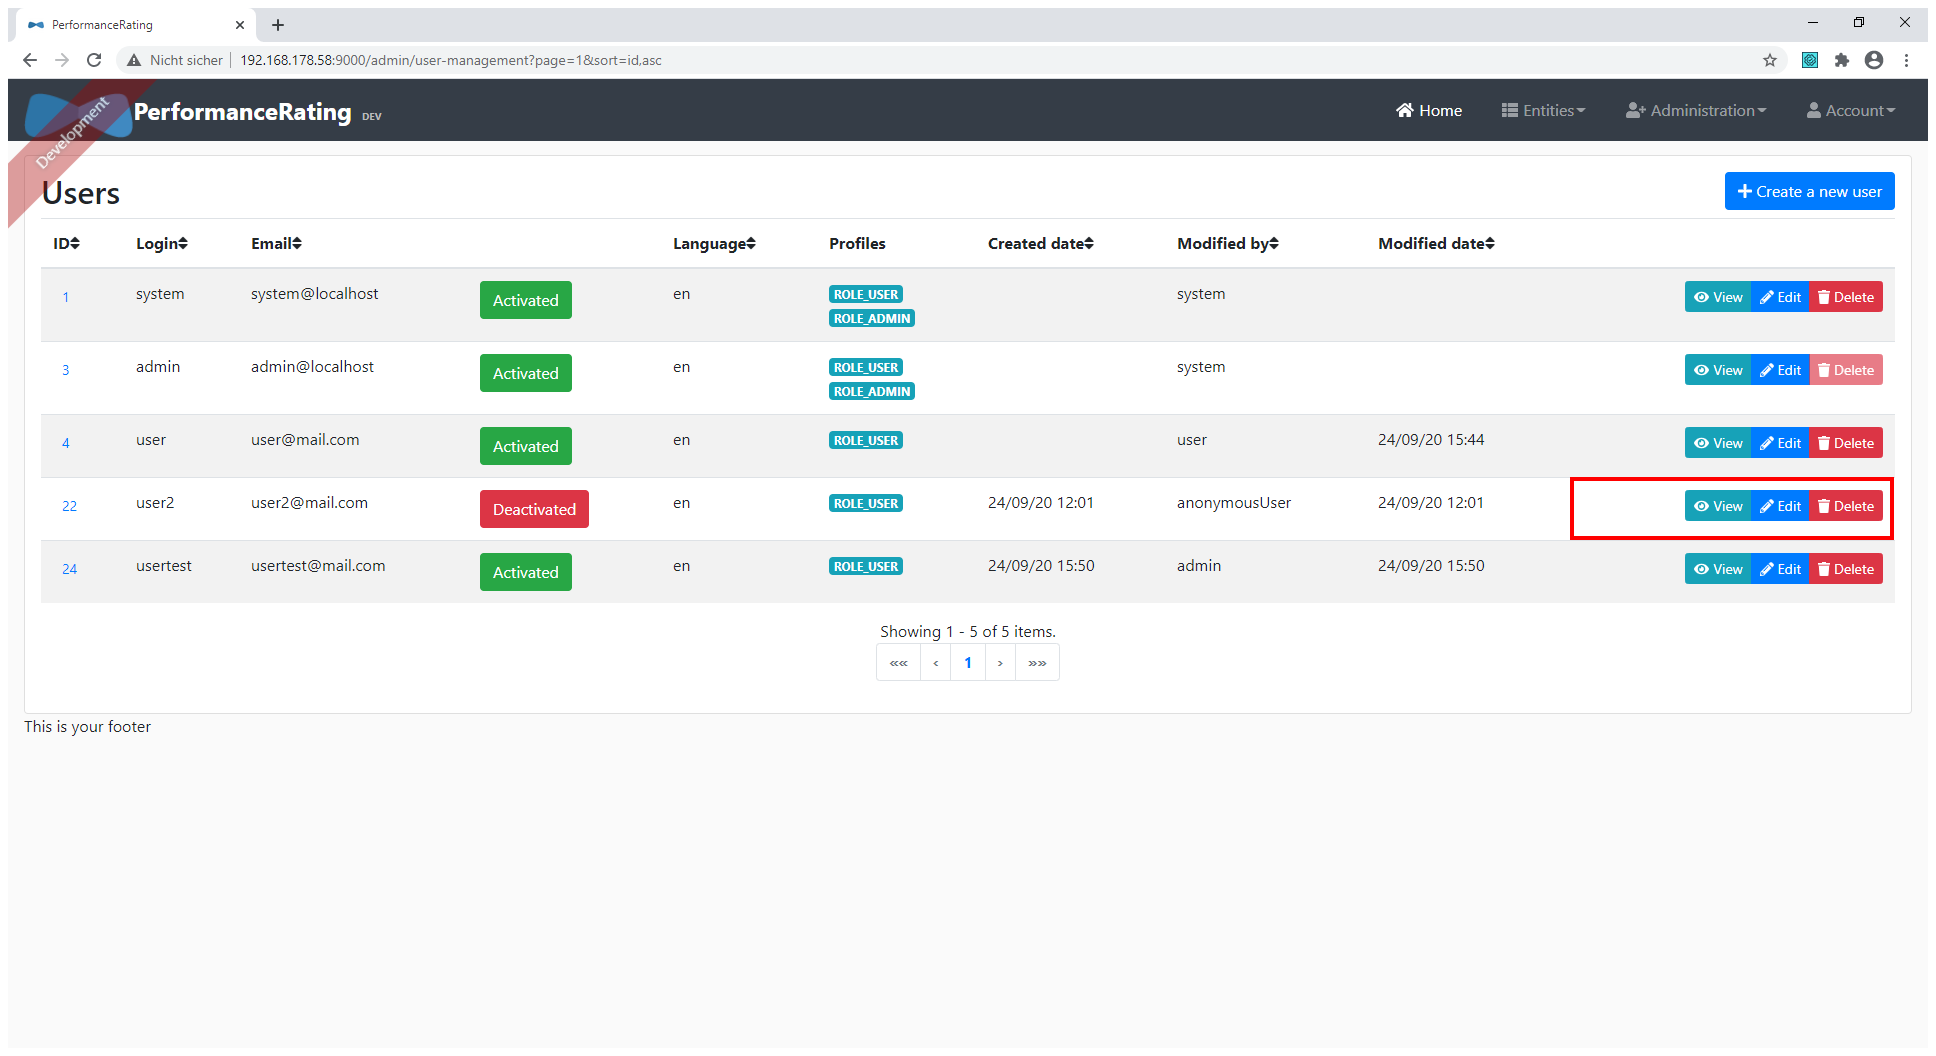 PerformanceRating
Nicht sicher 192.168.178.58:9000/admin/user-management?page=1&sort=id,asc
Development
PerformanceRating DEV Home Entities Administration Account
Users Create a new user
ID Login Email Language Profiles Created date Modified by Modified date
1 system system@localhost Activated en ROLE_USER system View Edit Delete
ROLE_ADMIN
3 admin admin@localhost Activated en ROLE_USER system View Edit Delete
ROLE_ADMIN
4 user user@mail.com Activated en ROLE_USER user 24/09/20 15:44 View Edit Delete
22 user2 user2@mail.com Deactivated en ROLE_USER 24/09/20 12:01 anonymousUser 24/09/20 12:01 View Edit Delete
24 usertest usertest@mail.com Activated en ROLE_USER 24/09/20 15:50 admin 24/09/20 15:50 View Edit Delete
Showing 1 - 5 of 5 items.
«« ‹ 1 › »»
This is your footer